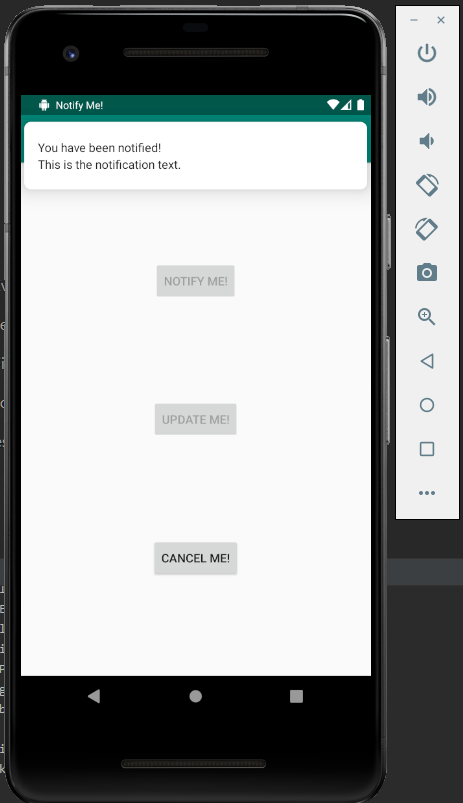 Notify Me!
You have been notified!
This is the notification text.
NOTIFY ME!
UPDATE ME!
CANCEL ME!